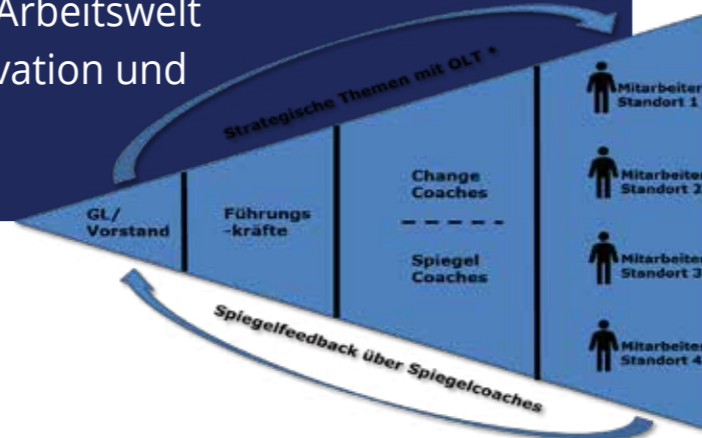 Arbeitswelt
vation und
Strategische Themen mit OLT *
GL/
Vorstand
Führungs
-kräfte
Change
Coaches
Spiegel
Coaches
Mitarbeiter
Standort 1
Mitarbeiter
Standort 2
Mitarbeiter
Standort 3
Mitarbeiter
Standort 4
Spiegelfeedback über Spiegelcoaches